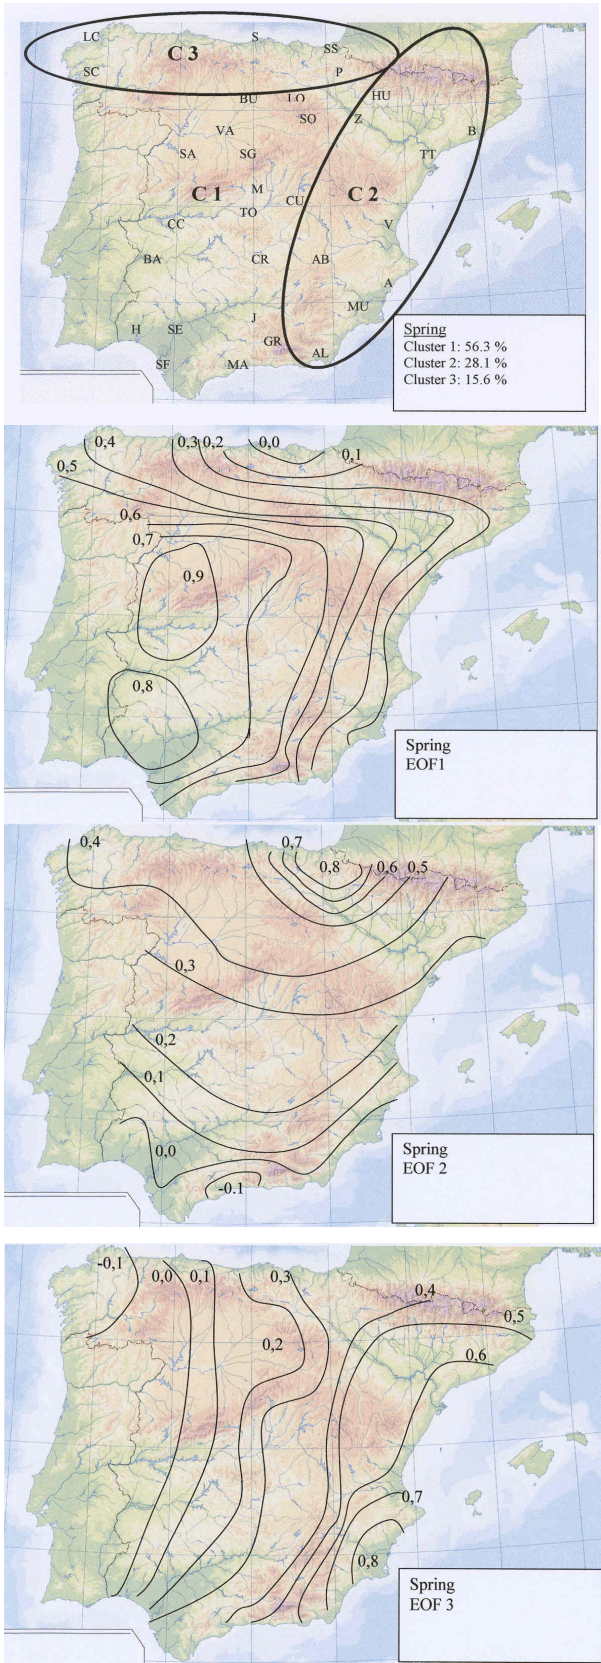 LC S
C 3 SS
SC P
BU LO HU
SO Z
VA B
SA SG TT
C 1 M C 2
CU
TO
CC V
BA CR AB
A
MU
J
H SE
GR
SF MA AL
Spring
Cluster 1: 56.3 %
Cluster 2: 28.1 %
Cluster 3: 15.6 %
0,4 0,3 0,2 0,0
0,1
0,5
0,6
0,7
0,9
0,8
Spring
EOF1
0,4 0,7
0,8 0,6 0,5
0,3
0,2
0,1
0,0
-0.1
Spring
EOF 2
-0,1 0,0 0,1 0,3
0,4
0,5
0,2
0,6
0,7
0,8
Spring
EOF 3